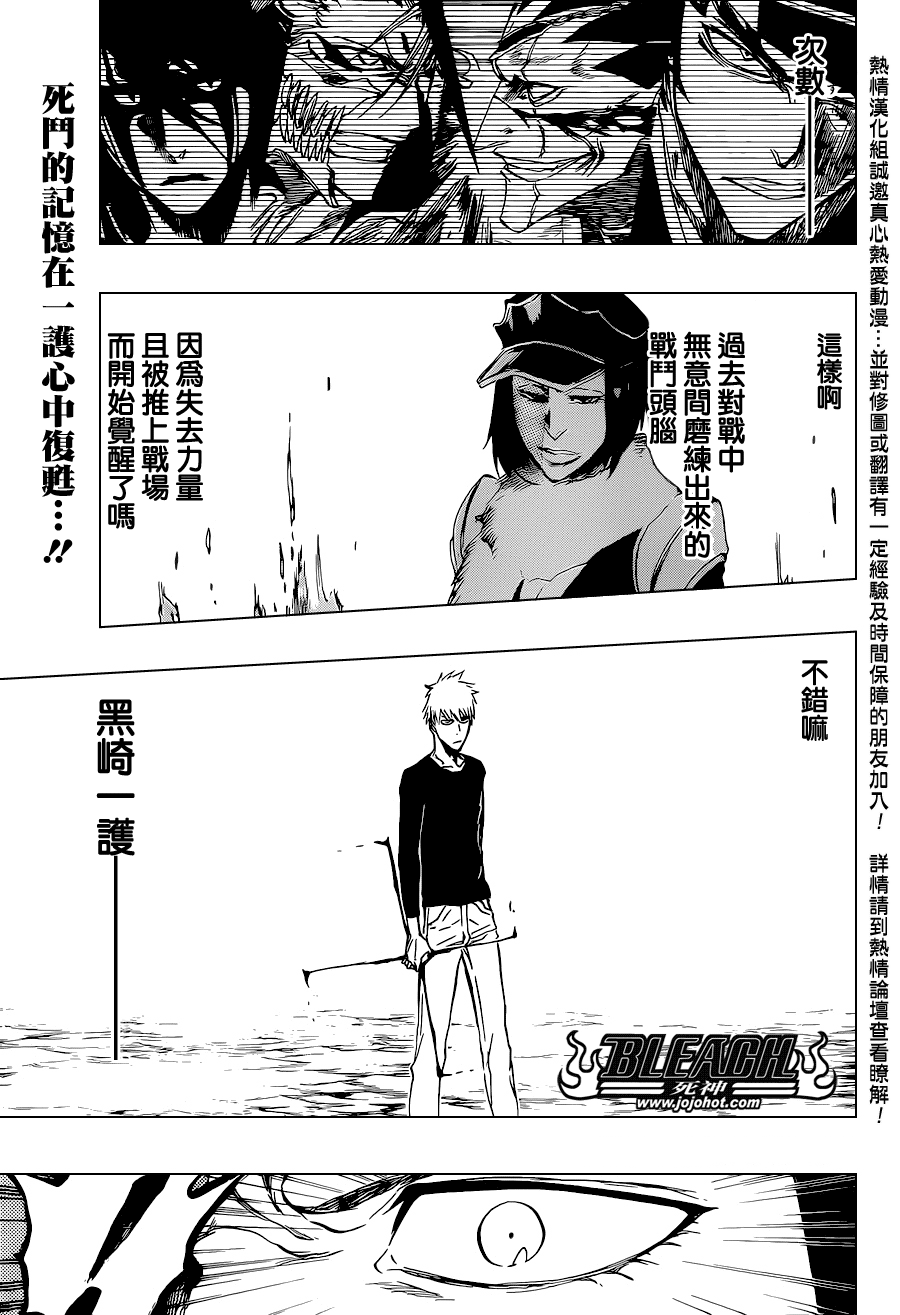 熱情漢化組誠邀真心熱愛動漫…並對修圖或翻譯有一定經驗及時間保障的朋友加入！ 詳情請到熱情論壇查看瞭解！
次數
す
死鬥的記憶在一護心中復甦…!!
這樣啊
過去對戰中
無意間磨練出來的
戰鬥頭腦
因為失去力量
且被推上戰場
而開始覺醒了嗎
不錯嘛
黑崎一護
BLEACH
死神
www.jojohot.com